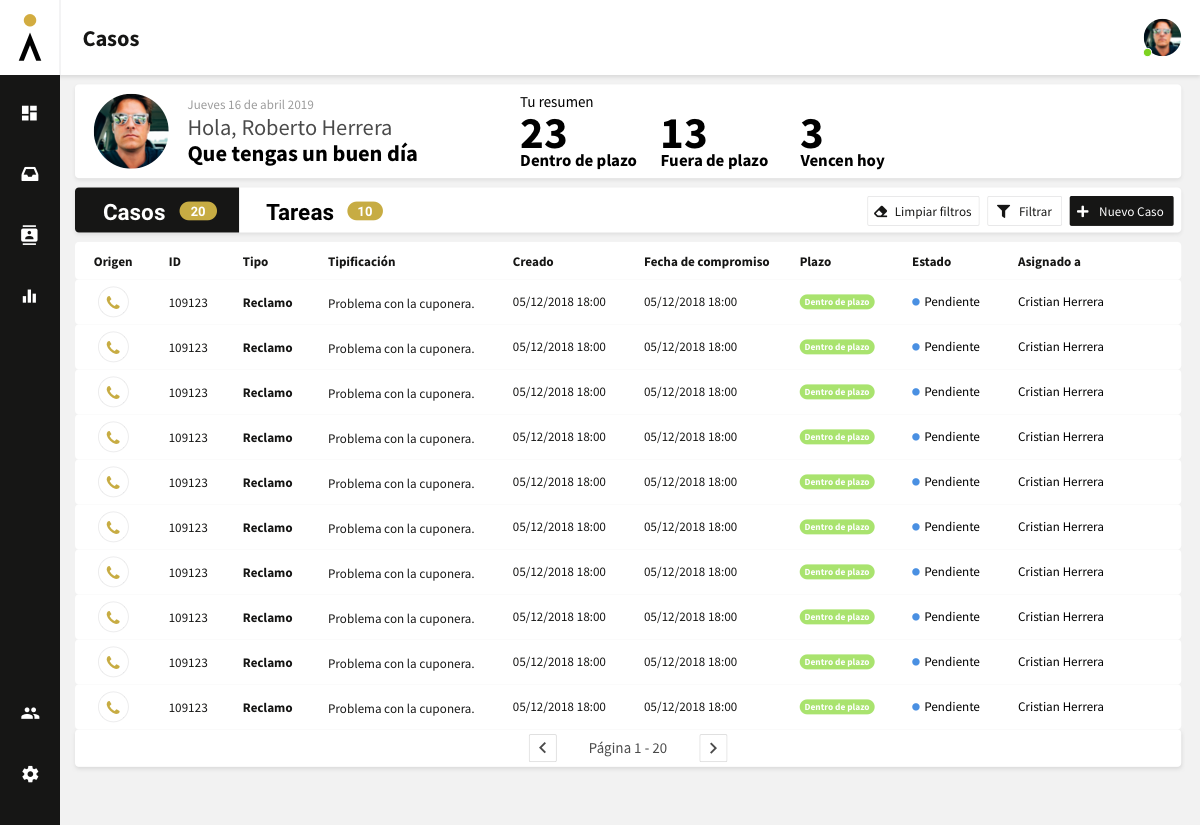 Casos
Jueves 16 de abril 2019
Hola, Roberto Herrera
Que tengas un buen día
Tu resumen
23 13 3
Dentro de plazo Fuera de plazo Vencen hoy
Casos 20 Tareas 10 Limpiar filtros Filtrar Nuevo Caso
Origen ID Tipo Tipificación Creado Fecha de compromiso Plazo Estado Asignado a
109123 Reclamo Problema con la cuponera. 05/12/2018 18:00 05/12/2018 18:00 Dentro de plazo Pendiente Cristian Herrera
109123 Reclamo Problema con la cuponera. 05/12/2018 18:00 05/12/2018 18:00 Dentro de plazo Pendiente Cristian Herrera
109123 Reclamo Problema con la cuponera. 05/12/2018 18:00 05/12/2018 18:00 Dentro de plazo Pendiente Cristian Herrera
109123 Reclamo Problema con la cuponera. 05/12/2018 18:00 05/12/2018 18:00 Dentro de plazo Pendiente Cristian Herrera
109123 Reclamo Problema con la cuponera. 05/12/2018 18:00 05/12/2018 18:00 Dentro de plazo Pendiente Cristian Herrera
109123 Reclamo Problema con la cuponera. 05/12/2018 18:00 05/12/2018 18:00 Dentro de plazo Pendiente Cristian Herrera
109123 Reclamo Problema con la cuponera. 05/12/2018 18:00 05/12/2018 18:00 Dentro de plazo Pendiente Cristian Herrera
109123 Reclamo Problema con la cuponera. 05/12/2018 18:00 05/12/2018 18:00 Dentro de plazo Pendiente Cristian Herrera
109123 Reclamo Problema con la cuponera. 05/12/2018 18:00 05/12/2018 18:00 Dentro de plazo Pendiente Cristian Herrera
109123 Reclamo Problema con la cuponera. 05/12/2018 18:00 05/12/2018 18:00 Dentro de plazo Pendiente Cristian Herrera
Página 1 - 20